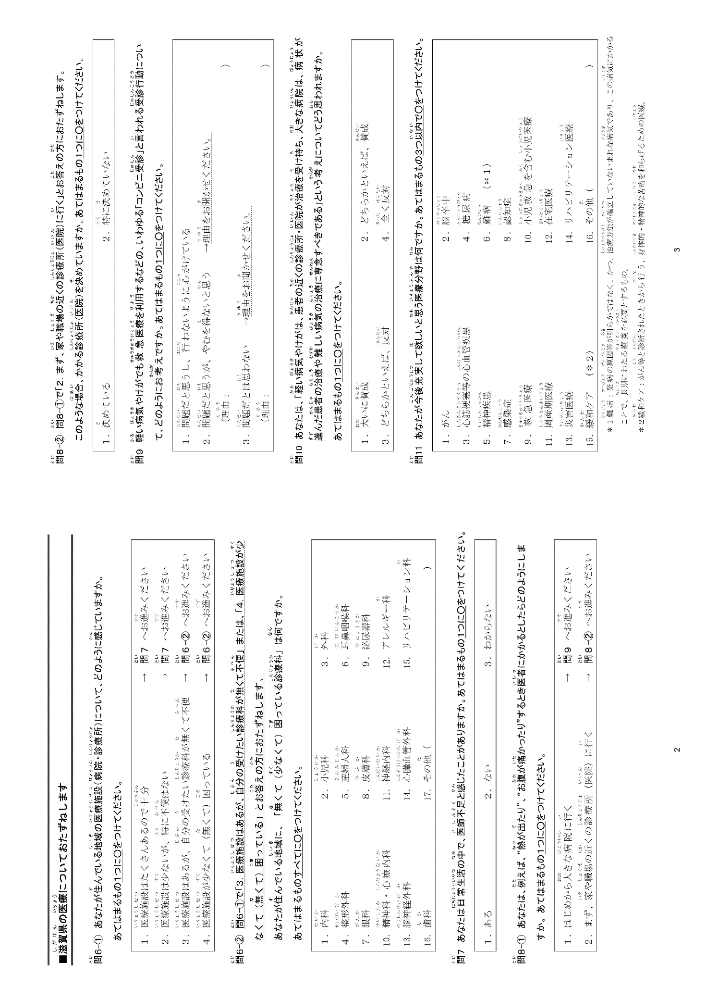 ■滋賀県の医療についておたずねします
問6-① あなたが住んでいる地域の医療施設(病院・診療所)について、どのように感じていますか。
あてはまるもの1つに○をつけてください。
1. 医療施設はたくさんあるので十分 → 問7 へお進みください
2. 医療施設は少ないが、特に不便はない → 問7 へお進みください
3. 医療施設はあるが、自分の受けたい診療科が無くて不便 → 問6-② へお進みください
4. 医療施設が少なくて(無くて)困っている → 問6-② へお進みください
問6-② 問6-①で「3. 医療施設はあるが、自分の受けたい診療科が無くて不便」または、「4. 医療施設が少
なくて(無くて)困っている」とお答えの方におたずねします。
あなたが住んでいる地域に、「無くて(少なくて)困っている診療科」は何ですか。
あてはまるものすべてに○をつけてください。
1. 内科 2. 小児科 3. 外科
4. 整形外科 5. 産婦人科 6. 耳鼻咽喉科
7. 眼科 8. 皮膚科 9. 泌尿器科
10. 精神科・心療内科 11. 神経内科 12. アレルギー科
13. 脳神経外科 14. 心臓血管外科 15. リハビリテーション科
16. 歯科 17. その他( )
問7 あなたは日常生活の中で、医師不足と感じたことがありますか。あてはまるもの1つに○をつけてください。
1. ある 2. ない 3. わからない
問8-① あなたは、例えば、“熱が出たり”、“お腹が痛かったり”するとき医者にかかるとしたらどのようにしま
すか。あてはまるもの1つに○をつけてください。
1. はじめから大きな病院に行く → 問9 へお進みください
2. まず、家や職場の近くの診療所(医院)に行く → 問8-② へお進みください
2
問8-② 問8-①で「2. まず、家や職場の近くの診療所(医院)に行く」とお答えの方におたずねします。
このような場合、かかる診療所(医院)を決めていますか。あてはまるもの1つに○をつけてください。
1. 決めている 2. 特に決めていない
問9 軽い病気やけがでも救急医療を利用するなどの、いわゆる「コンビニ受診」と言われる受診行動につい
て、どのようにお考えですか。あてはまるもの1つに○をつけてください。
1. 問題だと思うし、行わないように心がけている
2. 問題だと思うが、やむを得ないと思う →理由をお聞かせください。
(理由: )
3. 問題だとは思わない →理由をお聞かせください。
(理由: )
問10 あなたは、「軽い病気やけがは、患者の近くの診療所・医院が治療を受け持ち、大きな病院は、病状が
進んだ患者の治療や難しい病気の治療に専念すべきである」という考えについてどう思われますか。
あてはまるもの1つに○をつけてください。
1. 大いに賛成 2. どちらかといえば、賛成
3. どちらかといえば、反対 4. 全く反対
問11 あなたが今後充実して欲しいと思う医療分野は何ですか。あてはまるもの3つ以内で○をつけてください。
1. がん 2. 脳卒中
3. 心筋梗塞等の心血管疾患 4. 糖尿病
5. 精神疾患 6. 難病 (*1)
7. 感染症 8. 認知症
9. 救急医療 10. 小児救急を含む小児医療
11. 周産期医療 12. 在宅医療
13. 災害医療 14. リハビリテーション医療
15. 緩和ケア (*2) 16. その他( )
*1難病:発病の原因等が明らかではなく、かつ、治療方法が確立していないまれな病気であり、この病気にかかる
ことで、長期にわたる療養を必要とするもの。
*2緩和ケア:がん等と診断されたときから行う、身体的・精神的な苦痛を和らげるための医療。
3